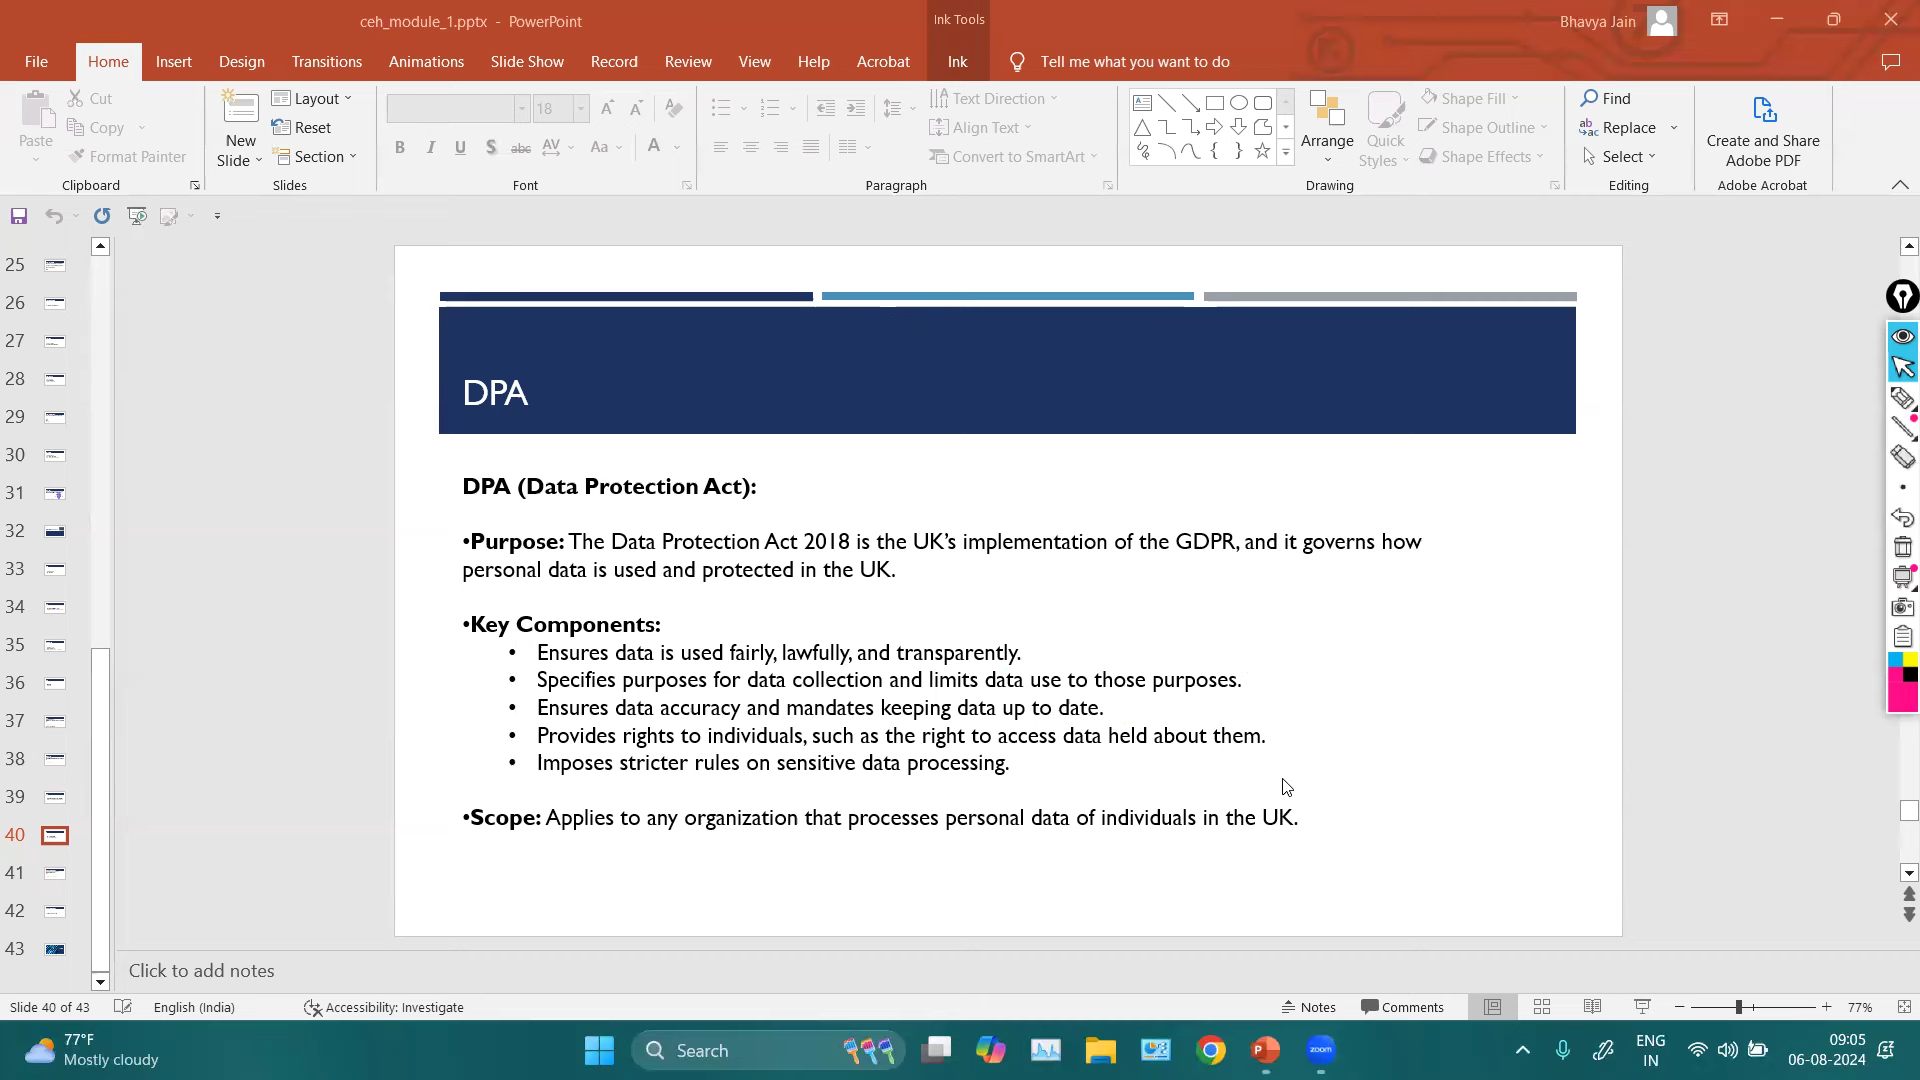 ceh_module_1.pptx - PowerPoint
Ink Tools
Bhavya Jain
File Home Insert Design Transitions Animations Slide Show Record Review View Help Acrobat Ink Tell me what you want to do
Paste
Cut
Copy
Format Painter
Clipboard
New
Slide
Layout
Reset
Section
Slides
18
B I U S abc AV Aa A
Font
Text Direction
Align Text
Convert to SmartArt
Paragraph
Arrange
Quick
Styles
Shape Fill
Shape Outline
Shape Effects
Drawing
Find
Replace
Select
Editing
Create and Share
Adobe PDF
Adobe Acrobat
25
26
27
28
29
30
31
32
33
34
35
36
37
38
39
40
41
42
43
DPA
DPA (Data Protection Act):
•Purpose: The Data Protection Act 2018 is the UK’s implementation of the GDPR, and it governs how
personal data is used and protected in the UK.
•Key Components:
• Ensures data is used fairly, lawfully, and transparently.
• Specifies purposes for data collection and limits data use to those purposes.
• Ensures data accuracy and mandates keeping data up to date.
• Provides rights to individuals, such as the right to access data held about them.
• Imposes stricter rules on sensitive data processing.
•Scope: Applies to any organization that processes personal data of individuals in the UK.
Click to add notes
Slide 40 of 43 English (India) Accessibility: Investigate Notes Comments 77%
77°F
Mostly cloudy
Search
zoom
ENG
IN
09:05
06-08-2024